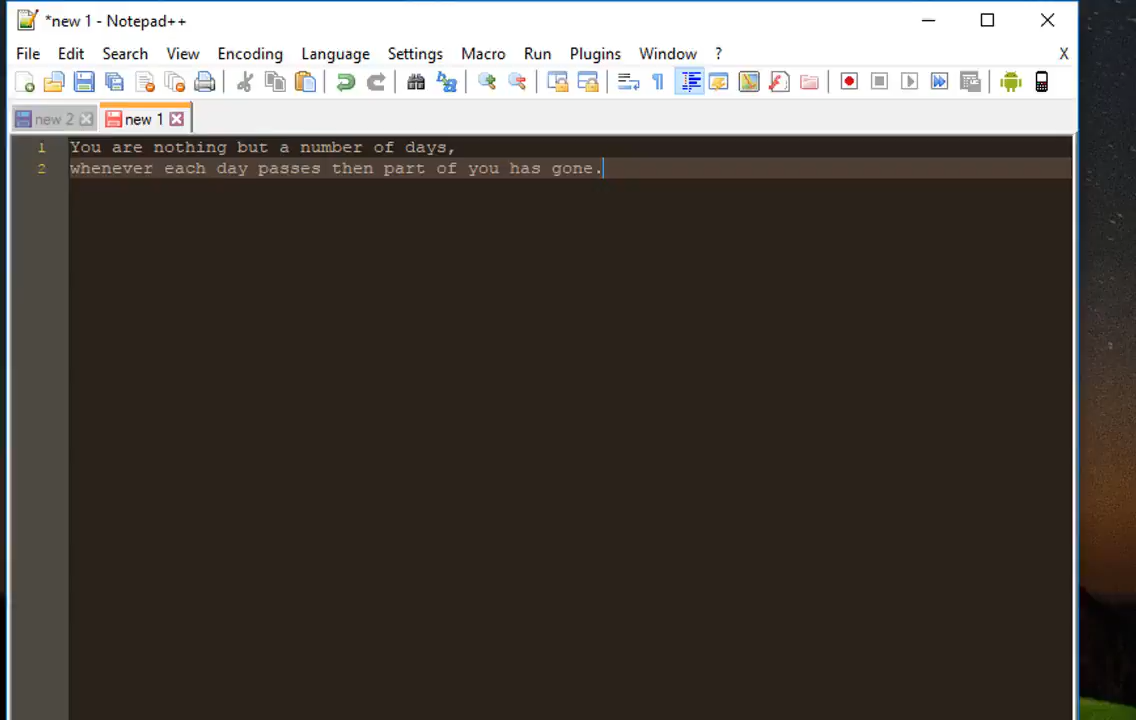 *new 1 - Notepad++
File Edit Search View Encoding Language Settings Macro Run Plugins Window ? X
new 2 new 1
1 You are nothing but a number of days,
2 whenever each day passes then part of you has gone.